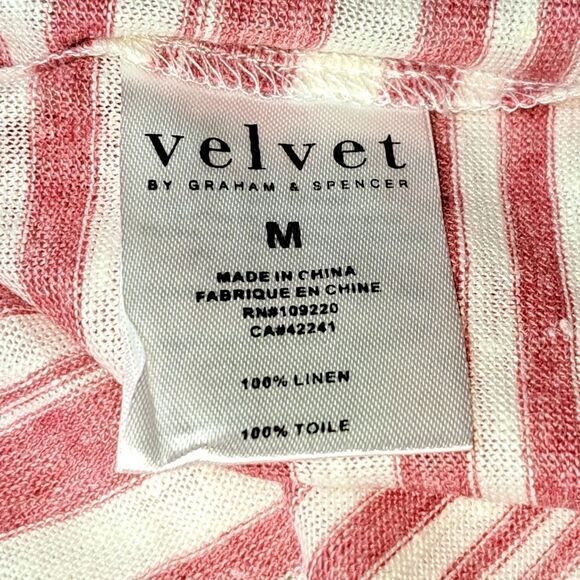 velvet
BY GRAHAM & SPENCER
M
MADE IN CHINA
FABRIQUE EN CHINE
RN#109220
CA#42241
100% LINEN
100% TOILE